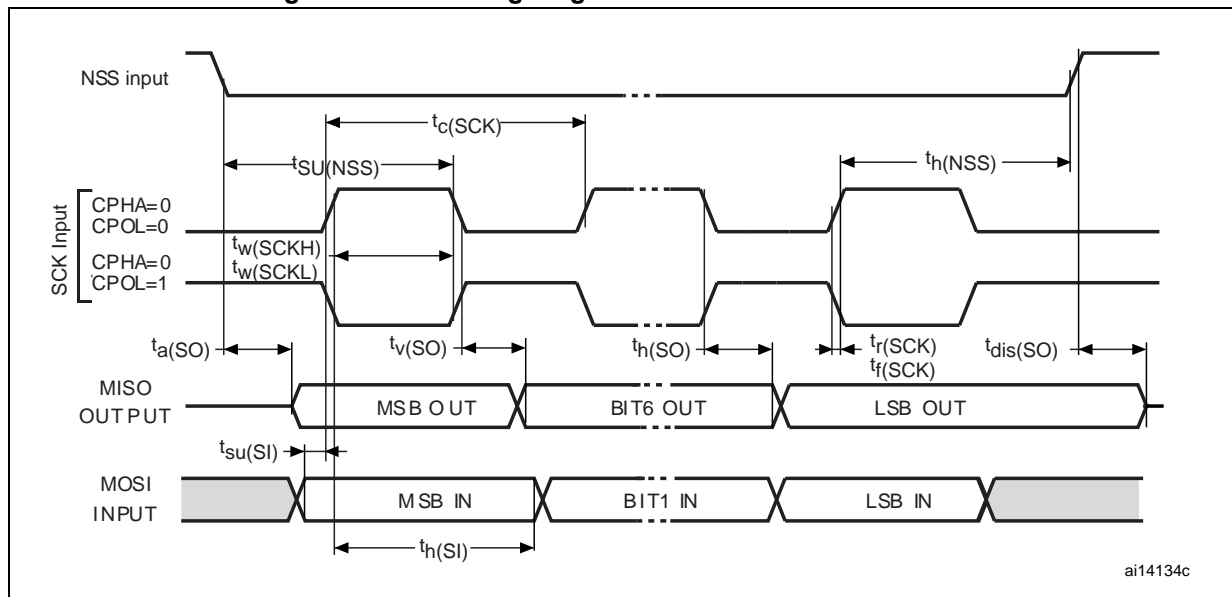 NSS input
tc(SCK)
tSU(NSS)
th(NSS)
SCK Input
CPHA=0
CPOL=0
tw(SCKH)
CPHA=0
tw(SCKL)
CPOL=1
ta(SO)
tv(SO)
th(SO)
tr(SCK)
tf(SCK)
tdis(SO)
MISO
OUTPUT
MSB OUT
BIT6 OUT
LSB OUT
tsu(SI)
MOSI
INPUT
MSB IN
BIT1 IN
LSB IN
th(SI)
ai14134c